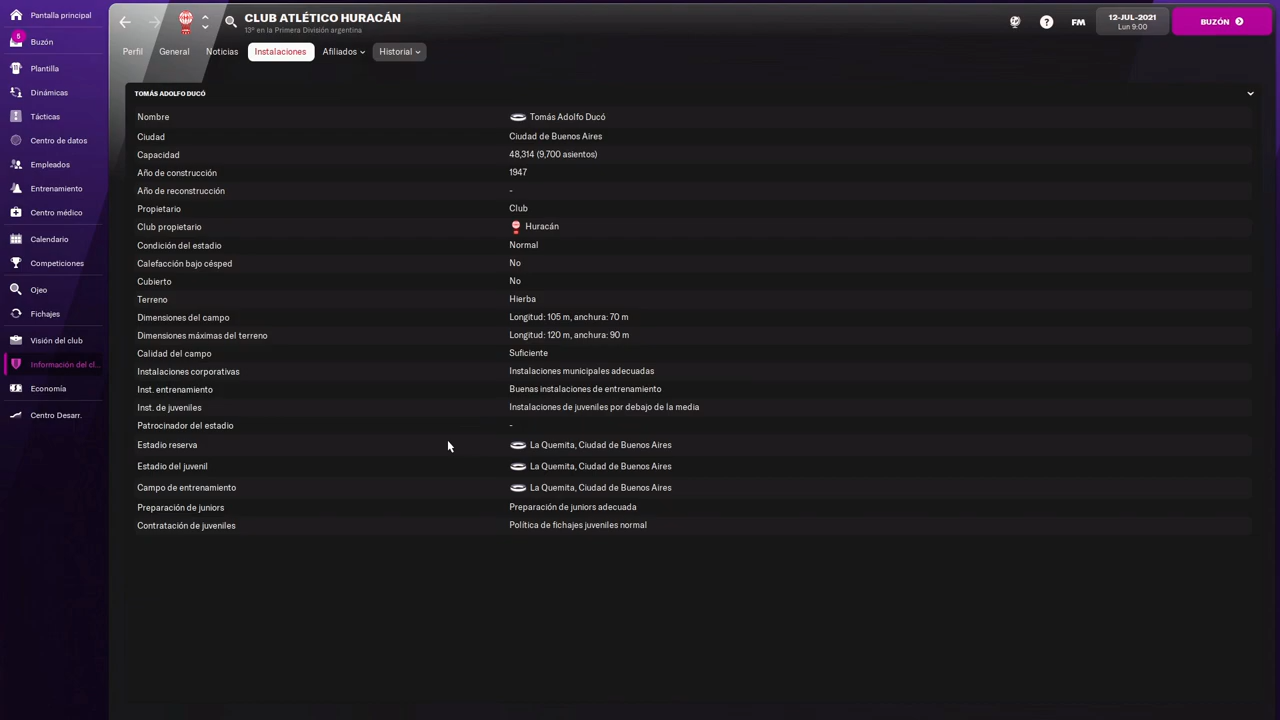 Pantalla principal
5
Buzón
Plantilla
Dinámicas
Tácticas
Centro de datos
Empleados
Entrenamiento
Centro médico
Calendario
Competiciones
Ojeo
Fichajes
Visión del club
Información del cl...
Economía
Centro Desarr.
CLUB ATLÉTICO HURACÁN
13º en la Primera División argentina
FM
12-JUL-2021
Lun 9:00
BUZÓN
Perfil General Noticias Instalaciones Afiliados Historial
TOMÁS ADOLFO DUCÓ
Nombre Tomás Adolfo Ducó
Ciudad Ciudad de Buenos Aires
Capacidad 48,314 (9,700 asientos)
Año de construcción 1947
Año de reconstrucción -
Propietario Club
Club propietario Huracán
Condición del estadio Normal
Calefacción bajo césped No
Cubierto No
Terreno Hierba
Dimensiones del campo Longitud: 105 m, anchura: 70 m
Dimensiones máximas del terreno Longitud: 120 m, anchura: 90 m
Calidad del campo Suficiente
Instalaciones corporativas Instalaciones municipales adecuadas
Inst. entrenamiento Buenas instalaciones de entrenamiento
Inst. de juveniles Instalaciones de juveniles por debajo de la media
Patrocinador del estadio -
Estadio reserva La Quemita, Ciudad de Buenos Aires
Estadio del juvenil La Quemita, Ciudad de Buenos Aires
Campo de entrenamiento La Quemita, Ciudad de Buenos Aires
Preparación de juniors Preparación de juniors adecuada
Contratación de juveniles Política de fichajes juveniles normal